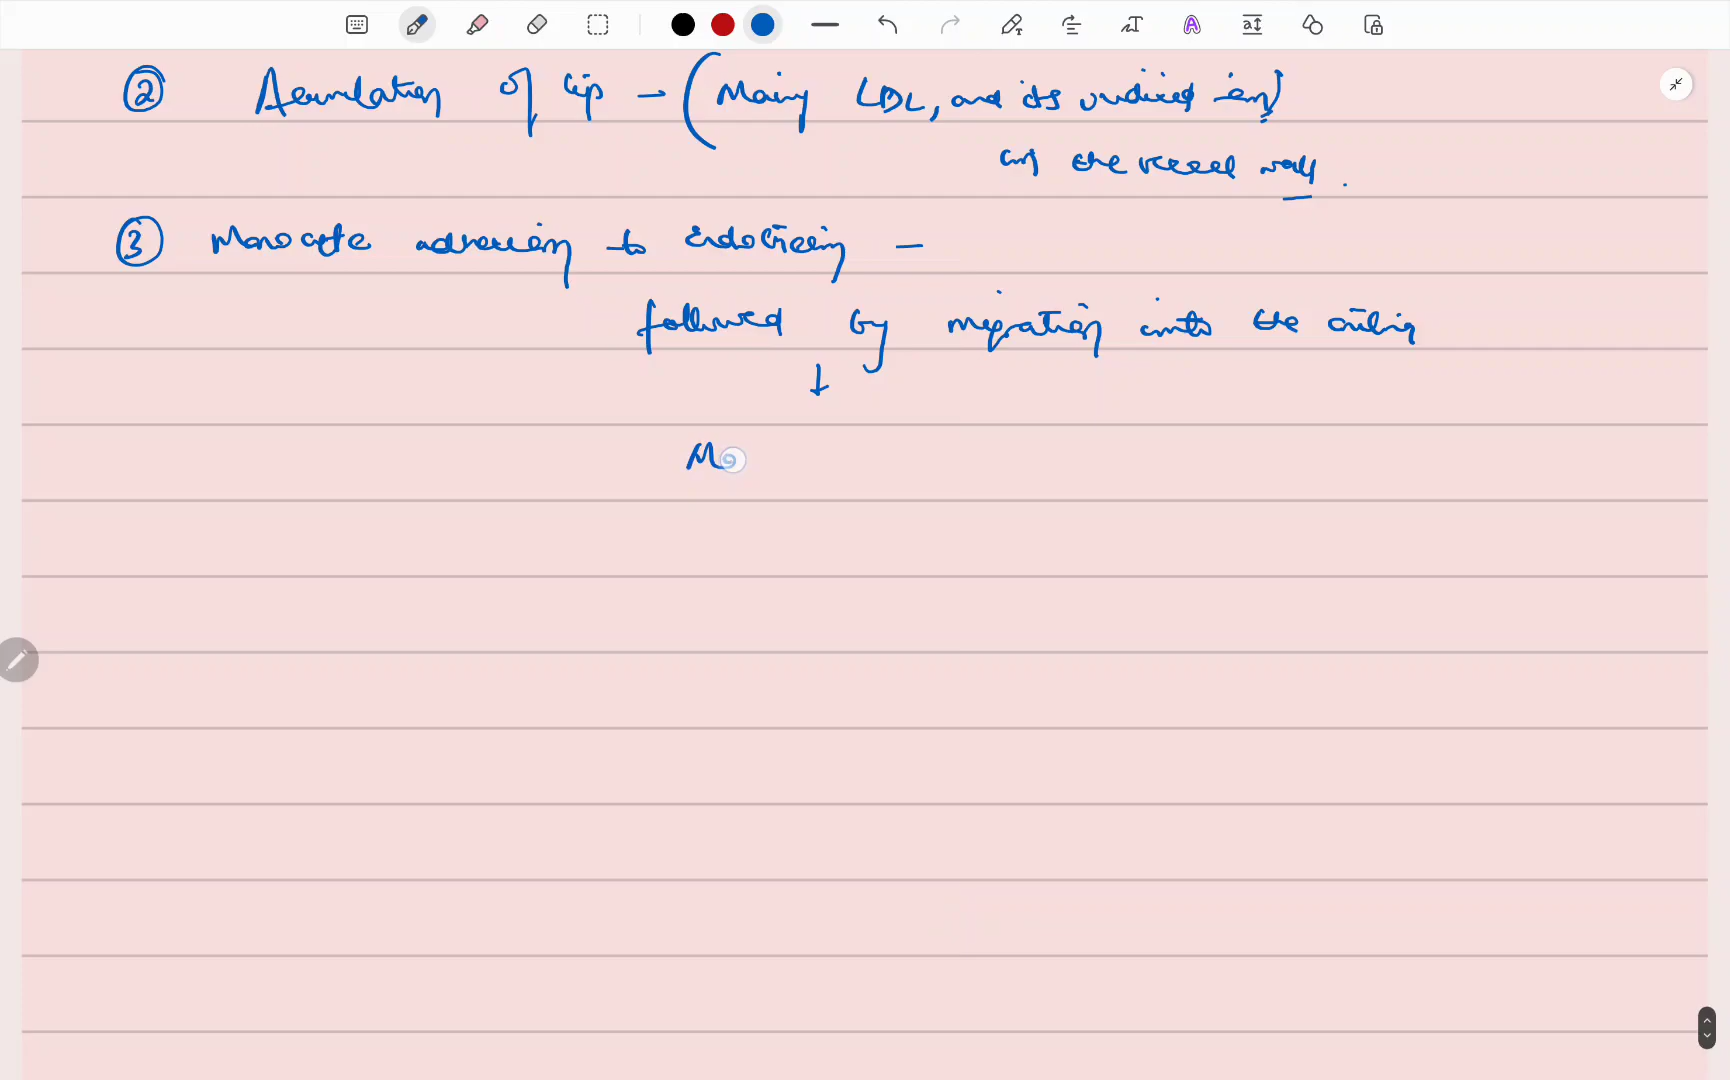 ② Accumulation of lip → (Mainly LDL, and its oxidized form)
in the vessel wall.
③ Monocyte adhesion to Endothelium –
followed by migration into the intima
↓
M